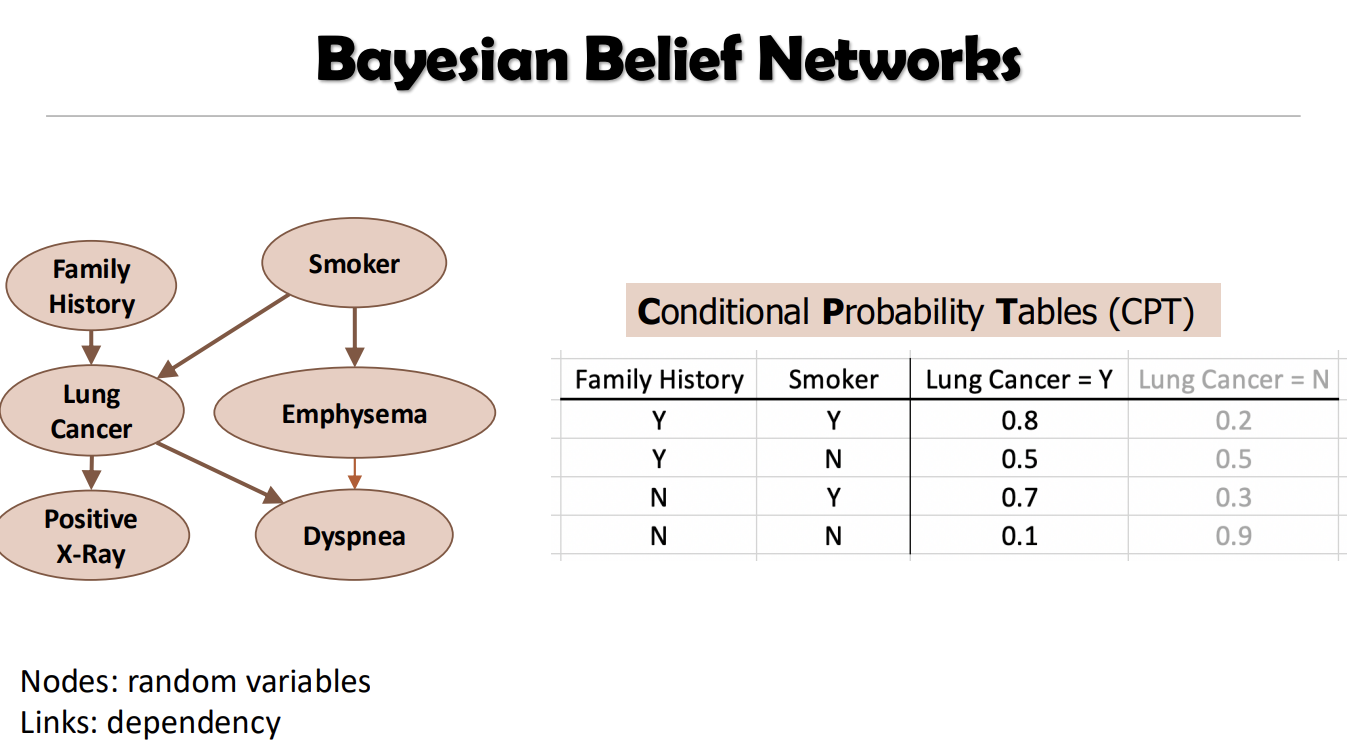 Bayesian Belief Networks
Family
History
Smoker
Lung
Cancer
Emphysema
Positive
X-Ray
Dyspnea
Conditional Probability Tables (CPT)
Family History Smoker Lung Cancer = Y Lung Cancer = N
Y Y 0.8 0.2
Y N 0.5 0.5
N Y 0.7 0.3
N N 0.1 0.9
Nodes: random variables
Links: dependency